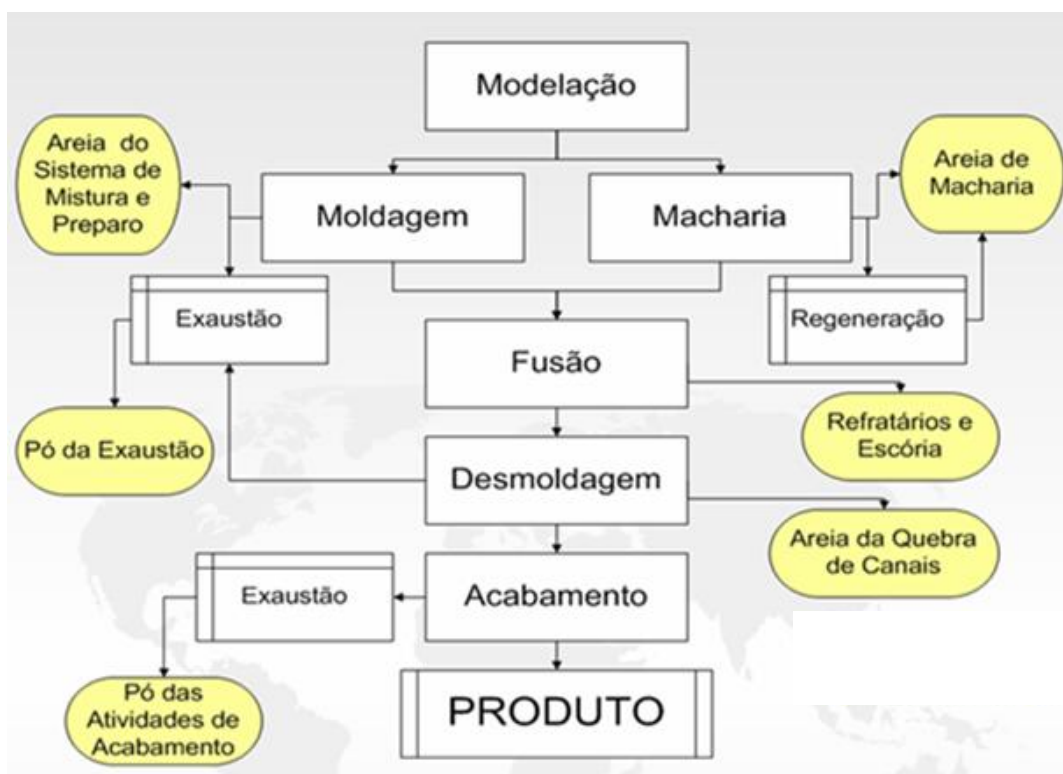 Modelação
Areia do
Sistema de
Mistura e
Preparo
Moldagem
Macharia
Areia de
Macharia
Exaustão
Regeneração
Fusão
Pó da Exaustão
Refratários e
Escória
Desmoldagem
Areia da Quebra
de Canais
Exaustão
Acabamento
Pó das
Atividades de
Acabamento
PRODUTO